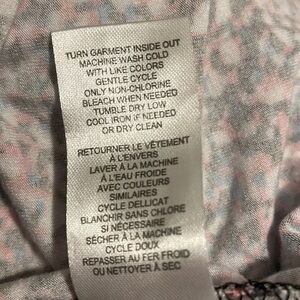 TURN GARMENT INSIDE OUT
MACHINE WASH COLD
WITH LIKE COLORS
GENTLE CYCLE
ONLY NON-CHLORINE
BLEACH WHEN NEEDED
TUMBLE DRY LOW
COOL IRON IF NEEDED
OR DRY CLEAN
RETOURNER LE VÊTEMENT
À L'ENVERS
LAVER À LA MACHINE
À L'EAU FROIDE
AVEC COULEURS
SIMILAIRES
CYCLE DELLICAT
BLANCHIR SANS CHLORE
SI NÉCESSAIRE
SÉCHER À LA MACHINE
CYCLE DOUX
REPASSER AU FER FROID
OU NETTOYER À SEC